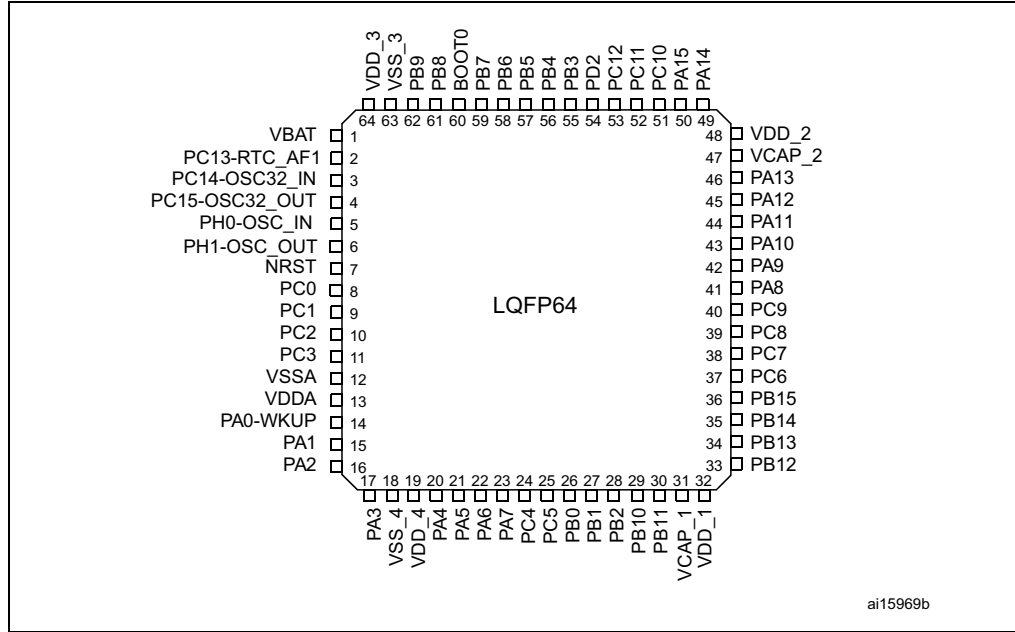 VDD_3
VSS_3
PB9
PB8
BOOT0
PB7
PB6
PB5
PB4
PB3
PD2
PC12
PC11
PC10
PA15
PA14
64 63 62 61 60 59 58 57 56 55 54 53 52 51 50 49
VBAT 1
PC13-RTC_AF1 2
PC14-OSC32_IN 3
PC15-OSC32_OUT 4
PH0-OSC_IN 5
PH1-OSC_OUT 6
NRST 7
PC0 8
PC1 9
PC2 10
PC3 11
VSSA 12
VDDA 13
PA0-WKUP 14
PA1 15
PA2 16
LQFP64
48 VDD_2
47 VCAP_2
46 PA13
45 PA12
44 PA11
43 PA10
42 PA9
41 PA8
40 PC9
39 PC8
38 PC7
37 PC6
36 PB15
35 PB14
34 PB13
33 PB12
17 18 19 20 21 22 23 24 25 26 27 28 29 30 31 32
PA3
VSS_4
VDD_4
PA4
PA5
PA6
PA7
PC4
PC5
PB0
PB1
PB2
PB10
PB11
VCAP_1
VDD_1
ai15969b